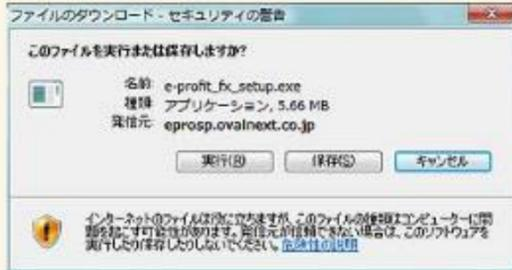 ファイルのダウンロード - セキュリティの警告
このファイルを実行または保存しますか?
名前: e-profit_fx_setup.exe
種類: アプリケーション, 5.66 MB
発信元: eprosp.ovalnext.co.jp
実行(R) 保存(S) キャンセル
インターネットのファイルは役に立ちますが、このファイルの種類はコンピューターに問
題を起こす可能性があります。発信元が信頼できない場合は、このソフトウェアを
実行したり保存したりしないでください。危険性の説明